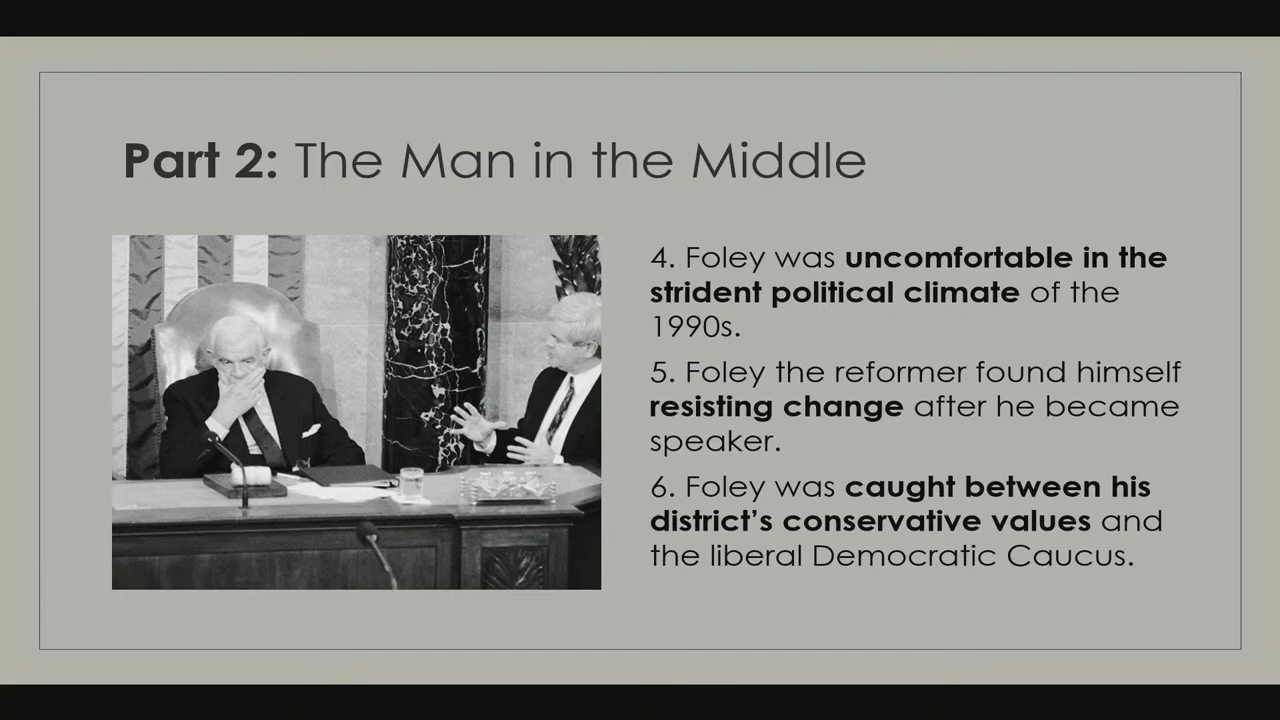 Part 2: The Man in the Middle
4. Foley was uncomfortable in the
strident political climate of the
1990s.
5. Foley the reformer found himself
resisting change after he became
speaker.
6. Foley was caught between his
district’s conservative values and
the liberal Democratic Caucus.